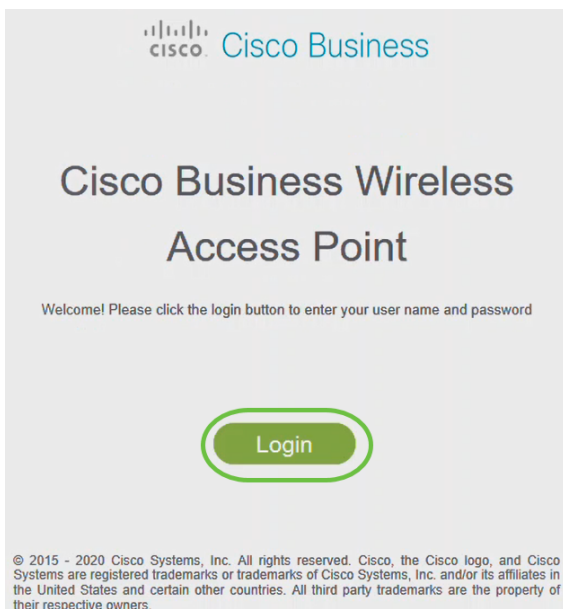 cisco. Cisco Business
Cisco Business Wireless
Access Point
Welcome! Please click the login button to enter your user name and password
Login
© 2015 - 2020 Cisco Systems, Inc. All rights reserved. Cisco, the Cisco logo, and Cisco
Systems are registered trademarks or trademarks of Cisco Systems, Inc. and/or its affiliates in
the United States and certain other countries. All third party trademarks are the property of
their respective owners.